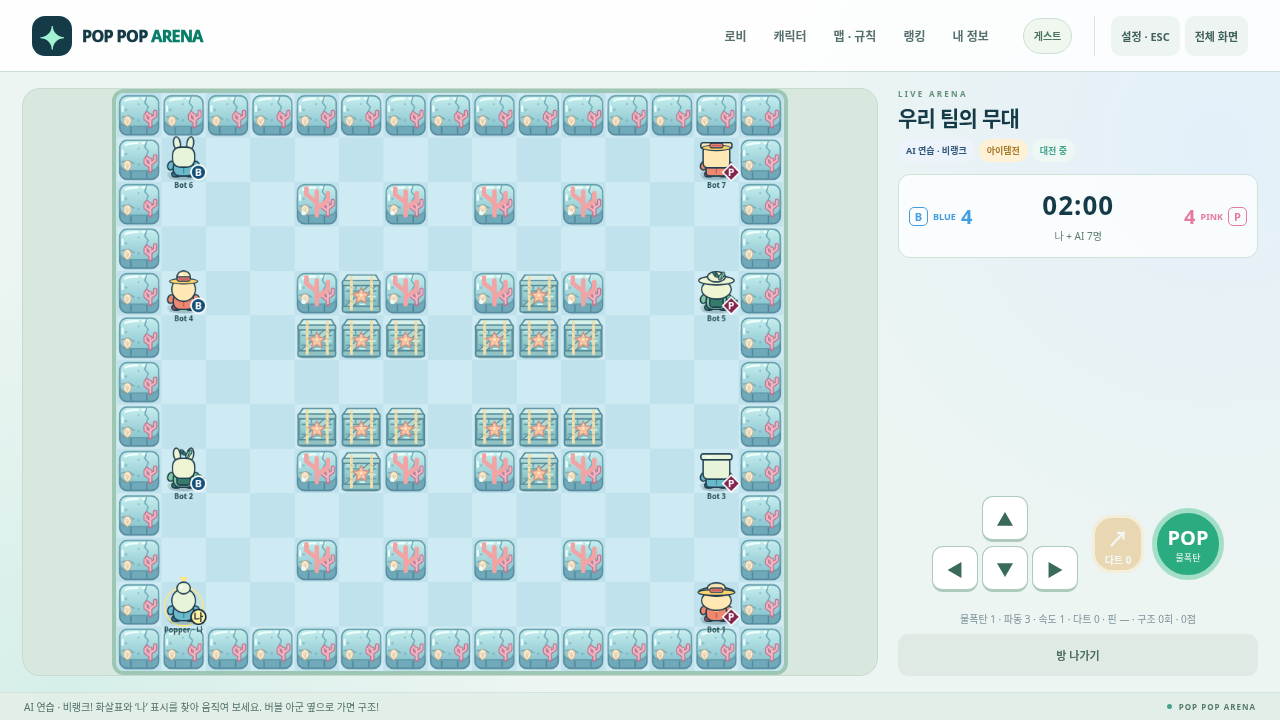 POP POP ARENA
로비
캐릭터
맵 · 규칙
랭킹
내 정보
게스트
설정 · ESC
전체 화면
Bot 6
B
Bot 7
P
Bot 4
B
Bot 5
P
Bot 2
B
Bot 3
P
Popper · 나
나
Bot 1
P
LIVE ARENA
우리 팀의 무대
AI 연습 · 비랭크
아이템전
대전 중
B BLUE 4
02:00
4 PINK P
나 + AI 7명
다트 0
POP
물폭탄
물폭탄 1 · 파동 3 · 속도 1 · 다트 0 · 핀 — · 구조 0회 · 0점
방 나가기
AI 연습 · 비랭크! 화살표와 ‘나’ 표시를 찾아 움직여 보세요. 버블 아군 옆으로 가면 구조!
POP POP ARENA